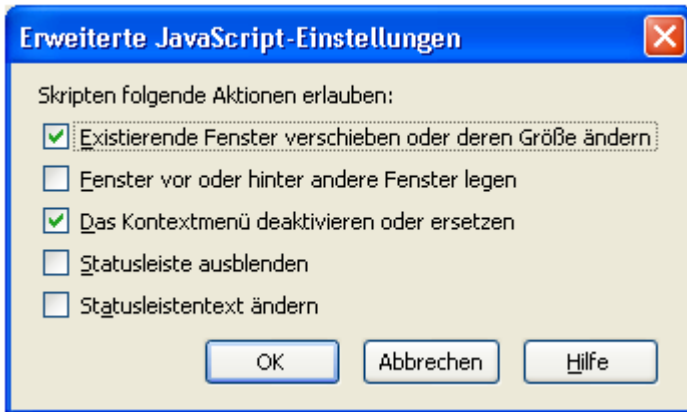 Erweiterte JavaScript-Einstellungen
Skripten folgende Aktionen erlauben:
Existierende Fenster verschieben oder deren Größe ändern
Fenster vor oder hinter andere Fenster legen
Das Kontextmenü deaktivieren oder ersetzen
Statusleiste ausblenden
Statusleistentext ändern
OK Abbrechen Hilfe